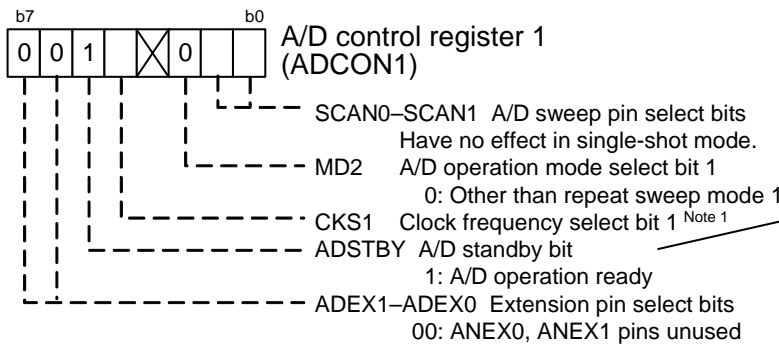 b7 b0
0 0 1 0
A/D control register 1
(ADCON1)
SCAN0–SCAN1 A/D sweep pin select bits
Have no effect in single-shot mode.
MD2 A/D operation mode select bit 1
0: Other than repeat sweep mode 1
CKS1 Clock frequency select bit 1 Note 1
ADSTBY A/D standby bit
1: A/D operation ready
ADEX1–ADEX0 Extension pin select bits
00: ANEX0, ANEX1 pins unused